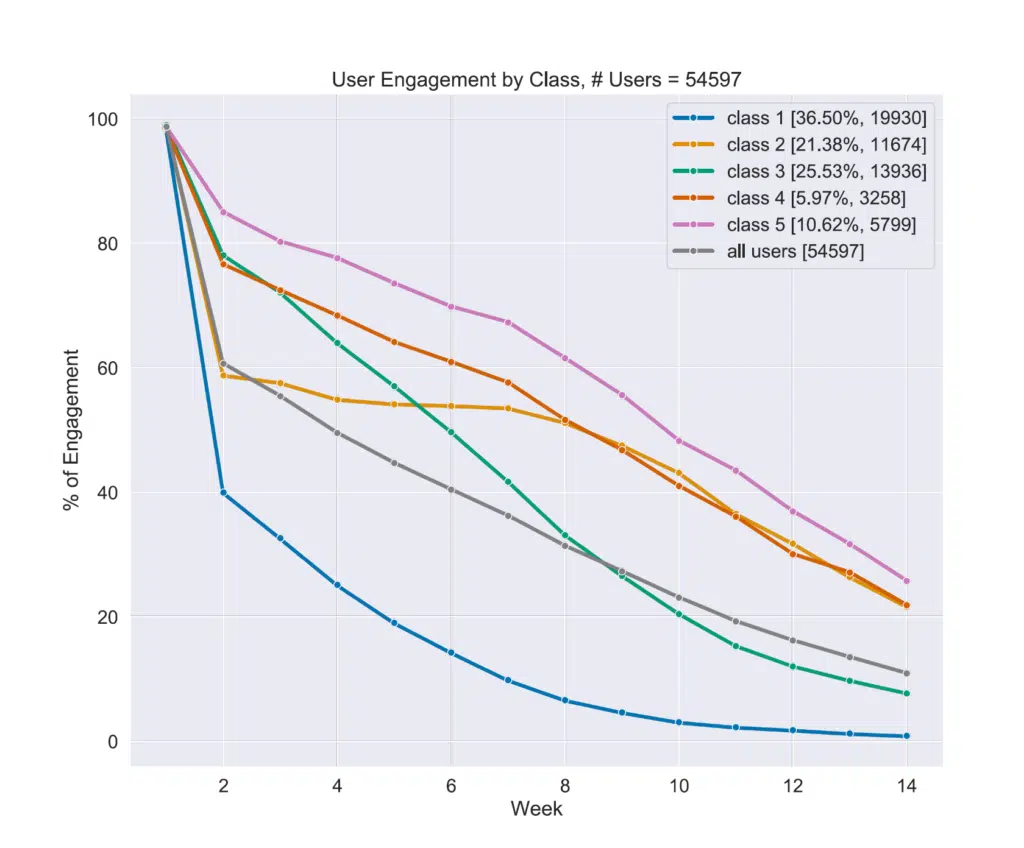 User Engagement by Class, # Users = 54597
class 1 [36.50%, 19930]
class 2 [21.38%, 11674]
class 3 [25.53%, 13936]
class 4 [5.97%, 3258]
class 5 [10.62%, 5799]
all users [54597]
% of Engagement
100
80
60
40
20
0
2 4 6 8 10 12 14
Week